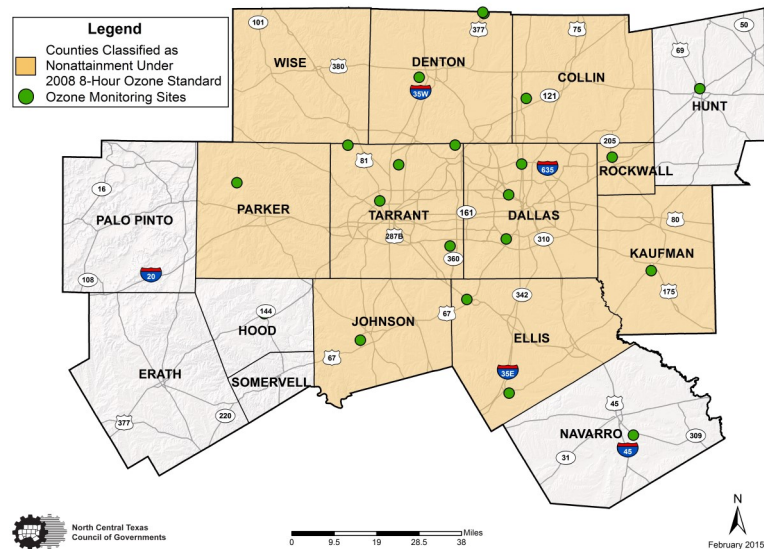 Legend
Counties Classified as
Nonattainment Under
2008 8-Hour Ozone Standard
Ozone Monitoring Sites
101
WISE
380
377
DENTON
35W
75
COLLIN
121
69
50
HUNT
205
ROCKWALL
16
PALO PINTO
108
20
PARKER
81
TARRANT
287B
360
161
635
DALLAS
310
80
KAUFMAN
175
144
HOOD
ERATH
SOMERVELL
377
220
JOHNSON
67
67
342
ELLIS
35E
45
NAVARRO
45
31
309
North Central Texas
Council of Governments
Miles
0 9.5 19 28.5 38
N
February 2015